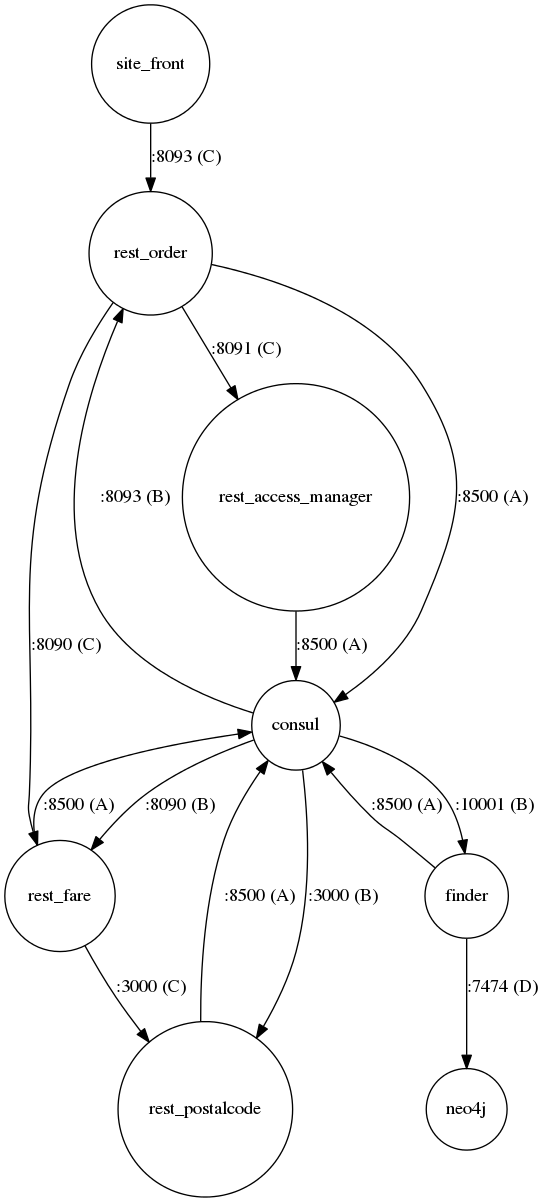 site_front
:8093 (C)
rest_order
:8091 (C)
rest_access_manager
:8093 (B)
:8500 (A)
:8090 (C)
:8500 (A)
consul
:8500 (A)
:8090 (B)
:8500 (A)
:10001 (B)
rest_fare
:8500 (A)
:3000 (B)
finder
:3000 (C)
:7474 (D)
rest_postalcode
neo4j